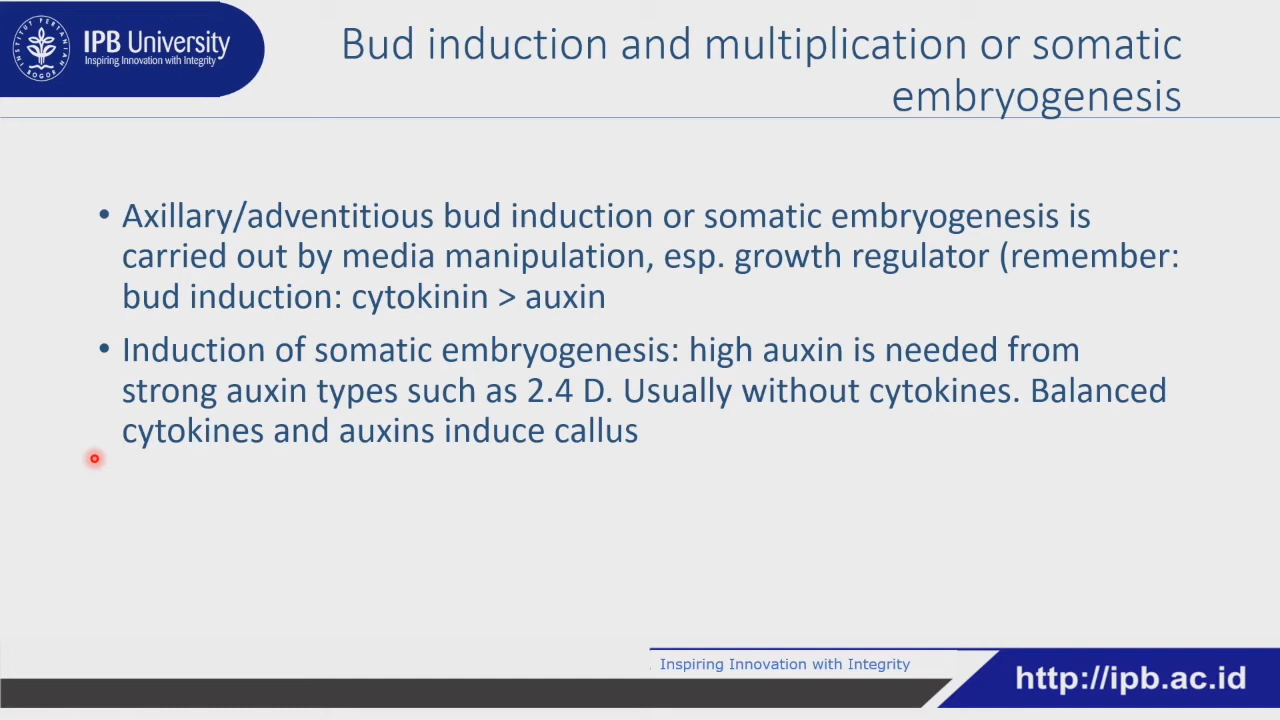 IPB University
Inspiring Innovation with Integrity
INSTITUT PERTANIAN BOGOR
Bud induction and multiplication or somatic
embryogenesis
• Axillary/adventitious bud induction or somatic embryogenesis is
carried out by media manipulation, esp. growth regulator (remember:
bud induction: cytokinin > auxin
• Induction of somatic embryogenesis: high auxin is needed from
strong auxin types such as 2.4 D. Usually without cytokines. Balanced
cytokines and auxins induce callus
Inspiring Innovation with Integrity
http://ipb.ac.id